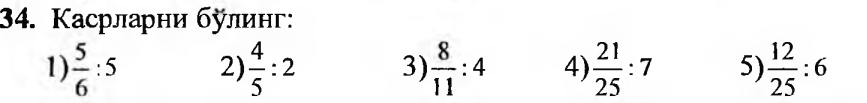 34. Касрларни бўлинг:
1) 5/6 : 5 2) 4/5 : 2 3) 8/11 : 4 4) 21/25 : 7 5) 12/25 : 6